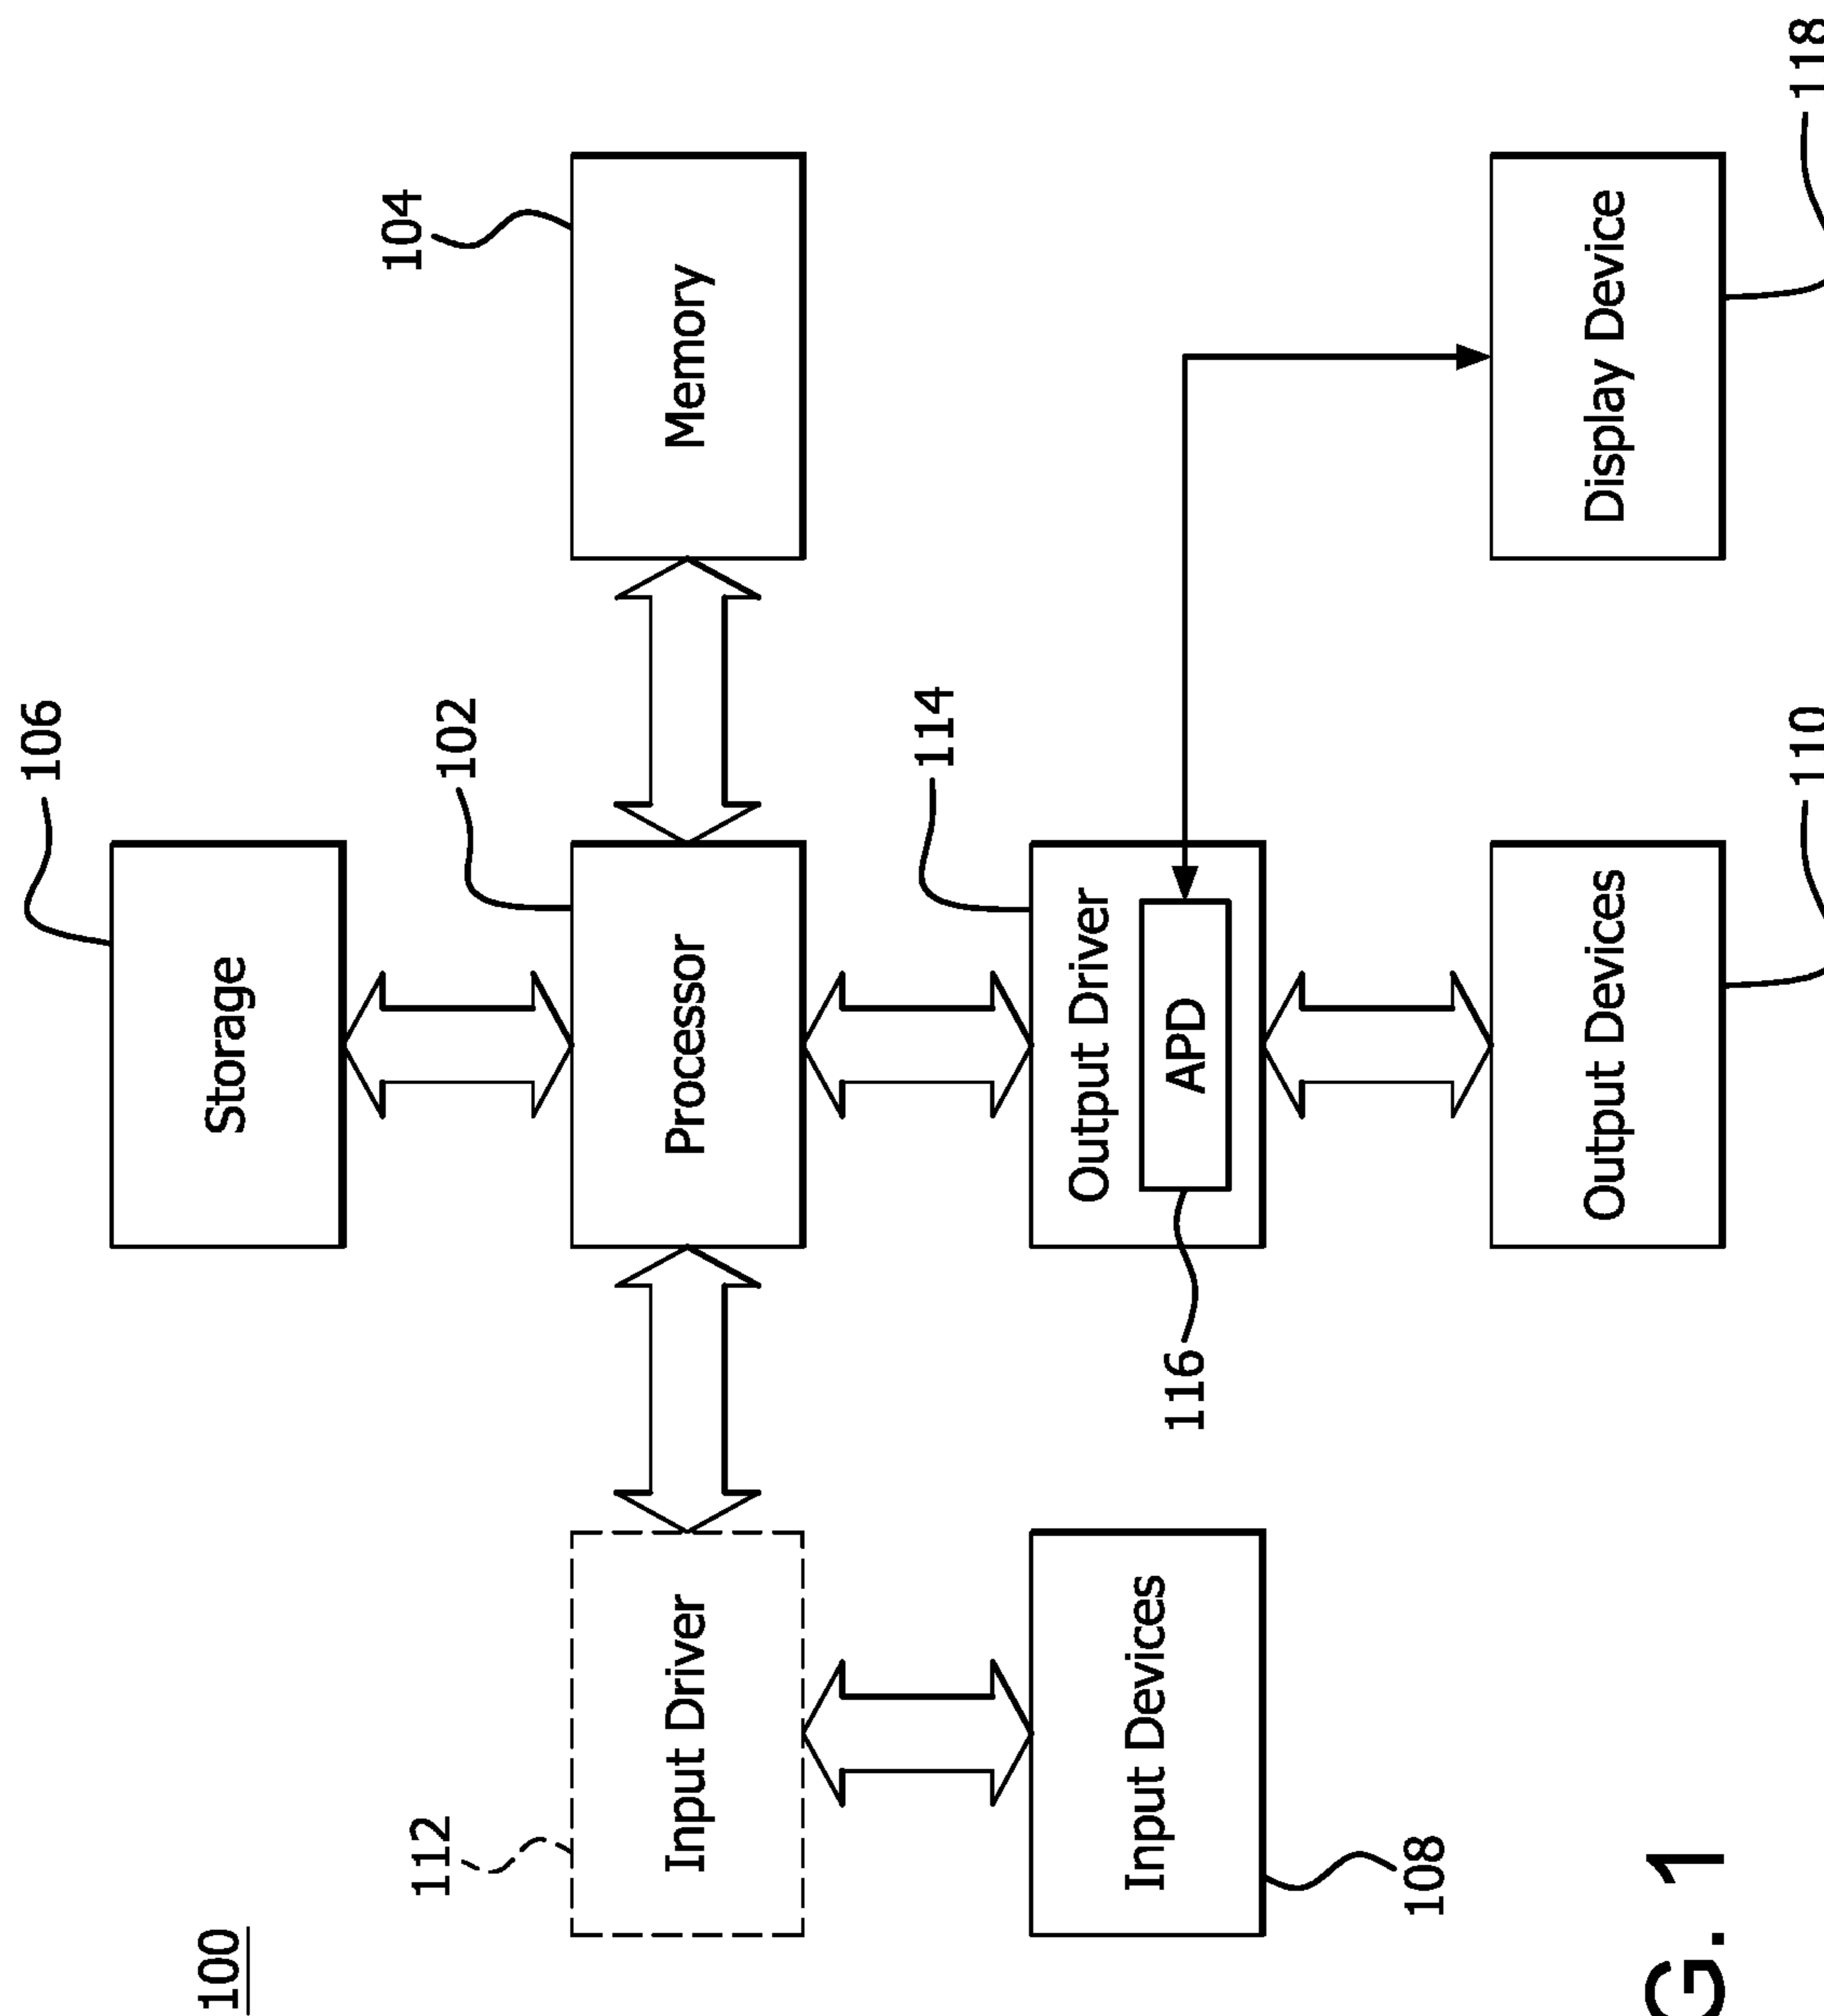 106
100
Storage
112
102
104
Input Driver
Processor
Memory
114
Output Driver
Input Devices
116
APD
108
Output Devices
Display Device
G. 1
110
118